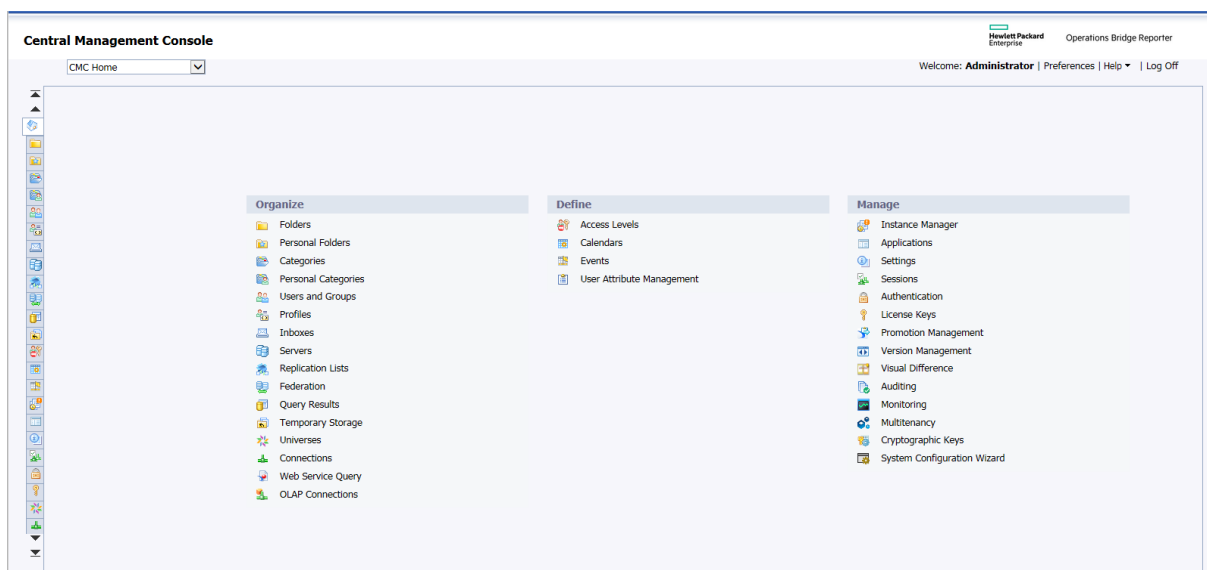 Central Management Console
Hewlett Packard
Enterprise
Operations Bridge Reporter
CMC Home
Welcome: Administrator | Preferences | Help | Log Off
Organize
Folders
Personal Folders
Categories
Personal Categories
Users and Groups
Profiles
Inboxes
Servers
Replication Lists
Federation
Query Results
Temporary Storage
Universes
Connections
Web Service Query
OLAP Connections
Define
Access Levels
Calendars
Events
User Attribute Management
Manage
Instance Manager
Applications
Settings
Sessions
Authentication
License Keys
Promotion Management
Version Management
Visual Difference
Auditing
Monitoring
Multitenancy
Cryptographic Keys
System Configuration Wizard